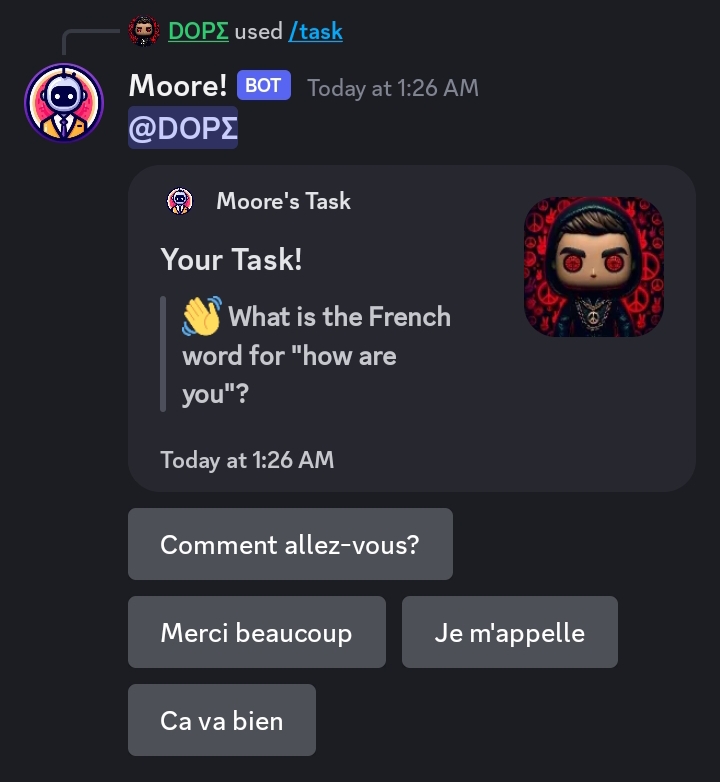 DOPΣ used /task
Moore! BOT Today at 1:26 AM
@DOPΣ
Moore's Task
Your Task!
👋 What is the French
word for "how are
you"?
Today at 1:26 AM
Comment allez-vous?
Merci beaucoup Je m'appelle
Ca va bien